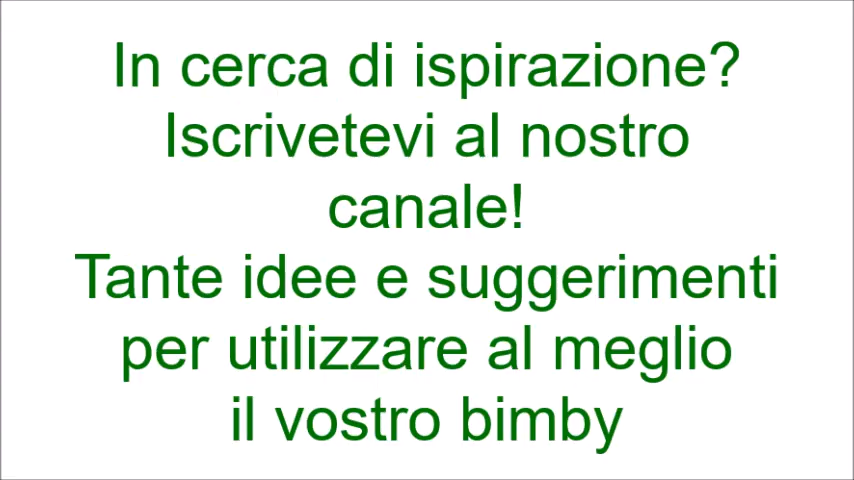 In cerca di ispirazione?
Iscrivetevi al nostro
canale!
Tante idee e suggerimenti
per utilizzare al meglio
il vostro bimby